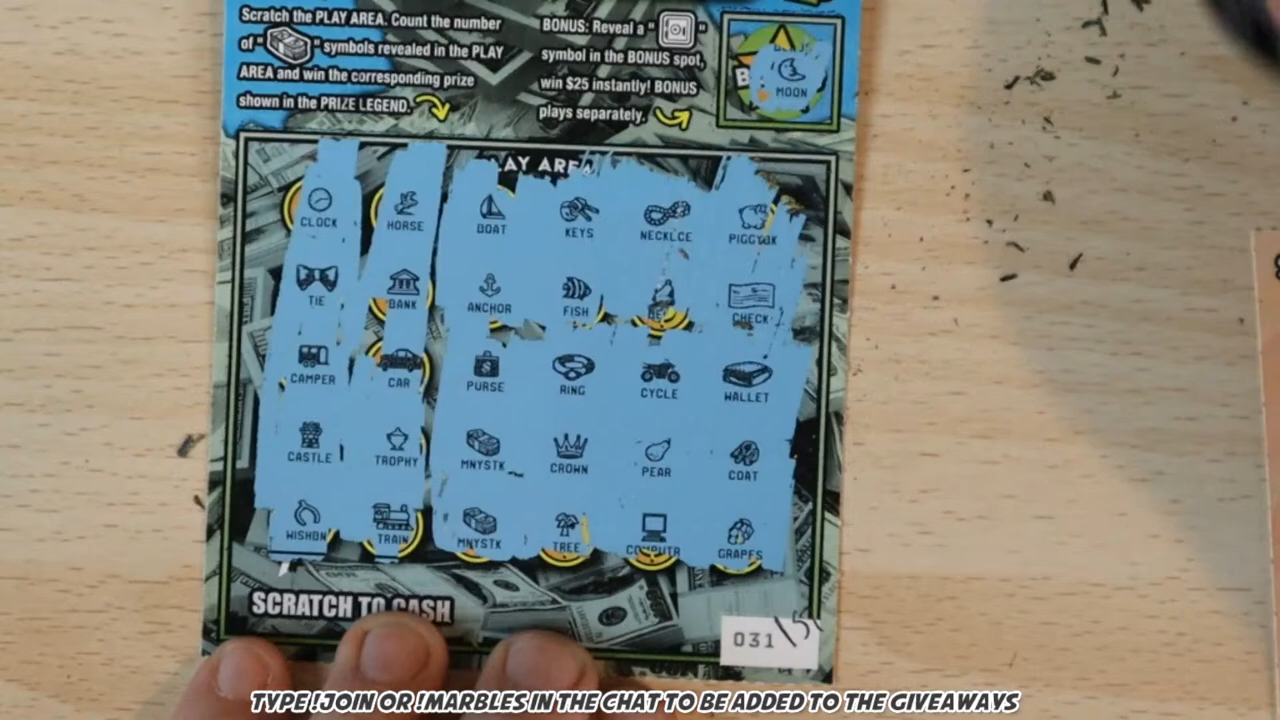 Scratch the PLAY AREA. Count the number
of " " symbols revealed in the PLAY
AREA and win the corresponding prize
shown in the PRIZE LEGEND.
BONUS: Reveal a " "
symbol in the BONUS spot,
win $25 instantly! BONUS
plays separately.
MOON
PLAY AREA
CLOCK HORSE BOAT KEYS NECKLCE PIGGYBK
TIE BANK ANCHOR FISH CHECK
CAMPER CAR PURSE RING CYCLE WALLET
CASTLE TROPHY MNYSTK CROWN PEAR COAT
WISHBN TRAIN MNYSTK TREE COMPUTR GRAPES
SCRATCH TO CASH
031
TYPE !JOIN OR !MARBLES IN THE CHAT TO BE ADDED TO THE GIVEAWAYS